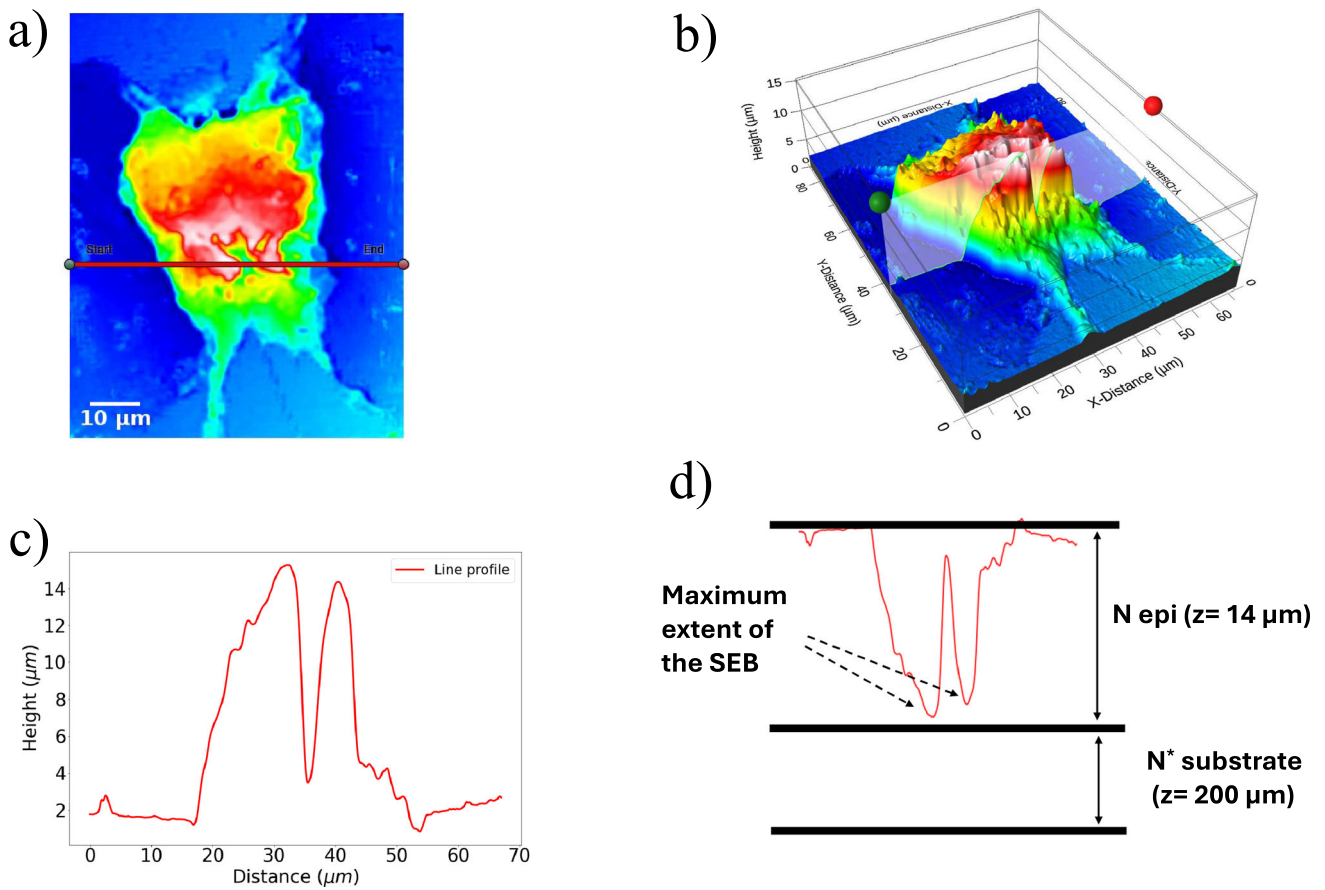 a)
Start
End
10 μm
b)
15
10
5
0
Height (μm)
0
X-Distance (μm)
80
Y-Distance
80
60
Y-Distance (μm)
40
20
0
0
10
20
30
40
50
60
0
X-Distance (μm)
c)
Line profile
14
12
10
8
6
4
2
Height (μm)
0 10 20 30 40 50 60 70
Distance (μm)
d)
Maximum
extent of
the SEB
N epi (z= 14 μm)
N* substrate
(z= 200 μm)